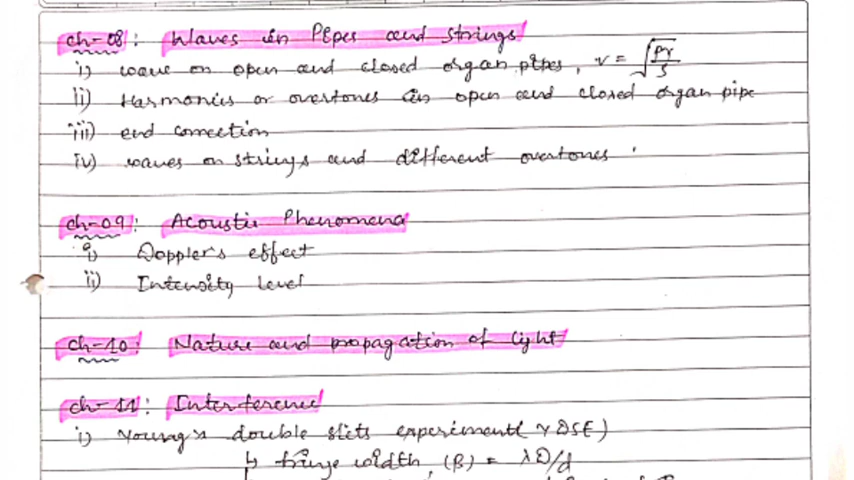 ch-08: Waves in Pipes and strings
i) wave on open and closed organ pipes, v = √(Pγ/ρ)
ii) Harmonics or overtones in open and closed organ pipe
iii) end correction
iv) waves on strings and different overtones
ch-09: Acoustic Phenomena
i) Doppler's effect
ii) Intensity level
ch-10: Nature and propagation of light
ch-11: Interference
i) Young's double slits experiment (YDSE)
↳ fringe width, (β) = λD/d